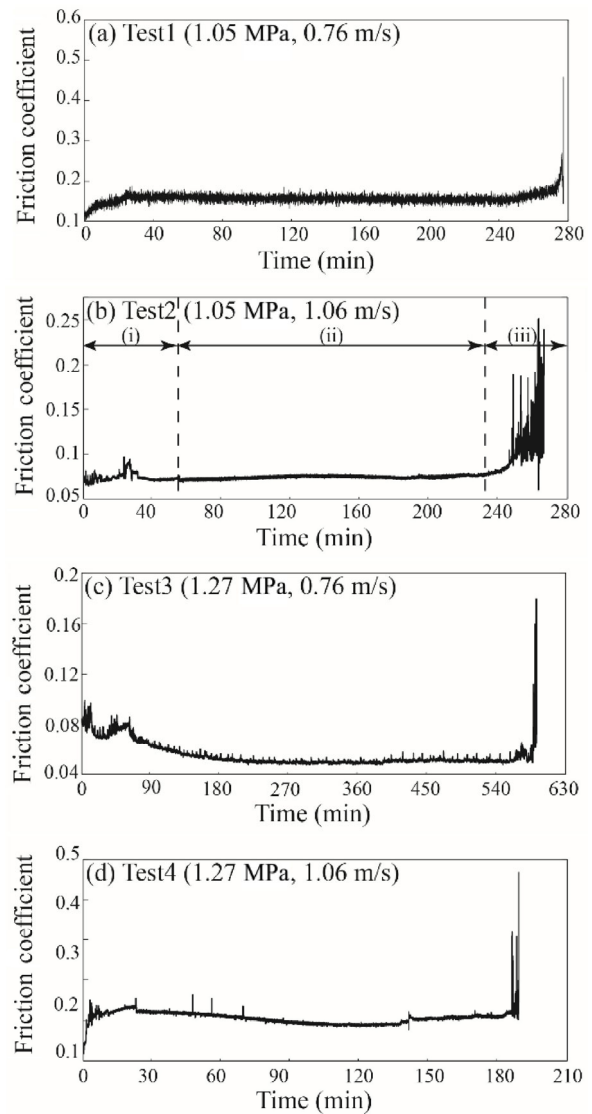 (a) Test1 (1.05 MPa, 0.76 m/s)
Friction coefficient
0.6
0.5
0.4
0.3
0.2
0.1
0 40 80 120 160 200 240 280
Time (min)
(b) Test2 (1.05 MPa, 1.06 m/s)
(i) (ii) (iii)
Friction coefficient
0.25
0.2
0.15
0.1
0.05
0 40 80 120 160 200 240 280
Time (min)
(c) Test3 (1.27 MPa, 0.76 m/s)
Friction coefficient
0.2
0.16
0.12
0.08
0.04
0 90 180 270 360 450 540 630
Time (min)
(d) Test4 (1.27 MPa, 1.06 m/s)
Friction coefficient
0.5
0.4
0.3
0.2
0.1
0 30 60 90 120 150 180 210
Time (min)